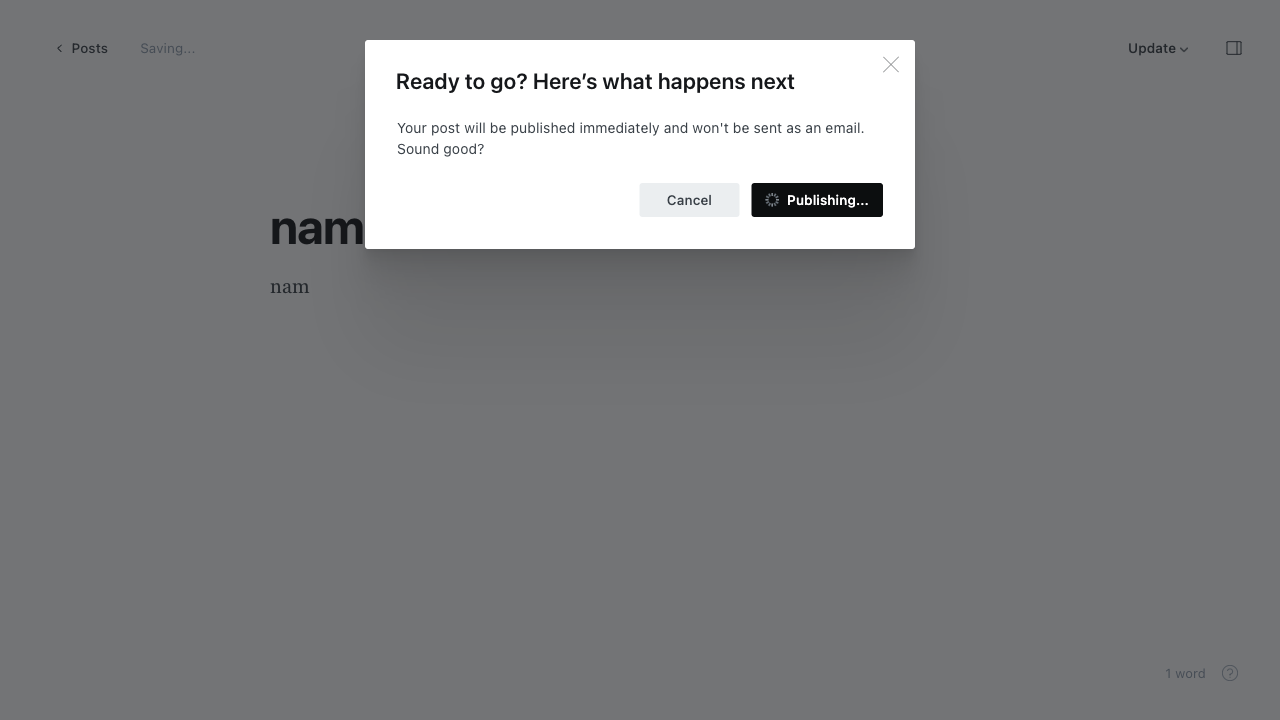 Posts
Saving...
Update
Ready to go? Here's what happens next
Your post will be published immediately and won't be sent as an email.
Sound good?
Cancel
Publishing...
nam
nam
1 word
?